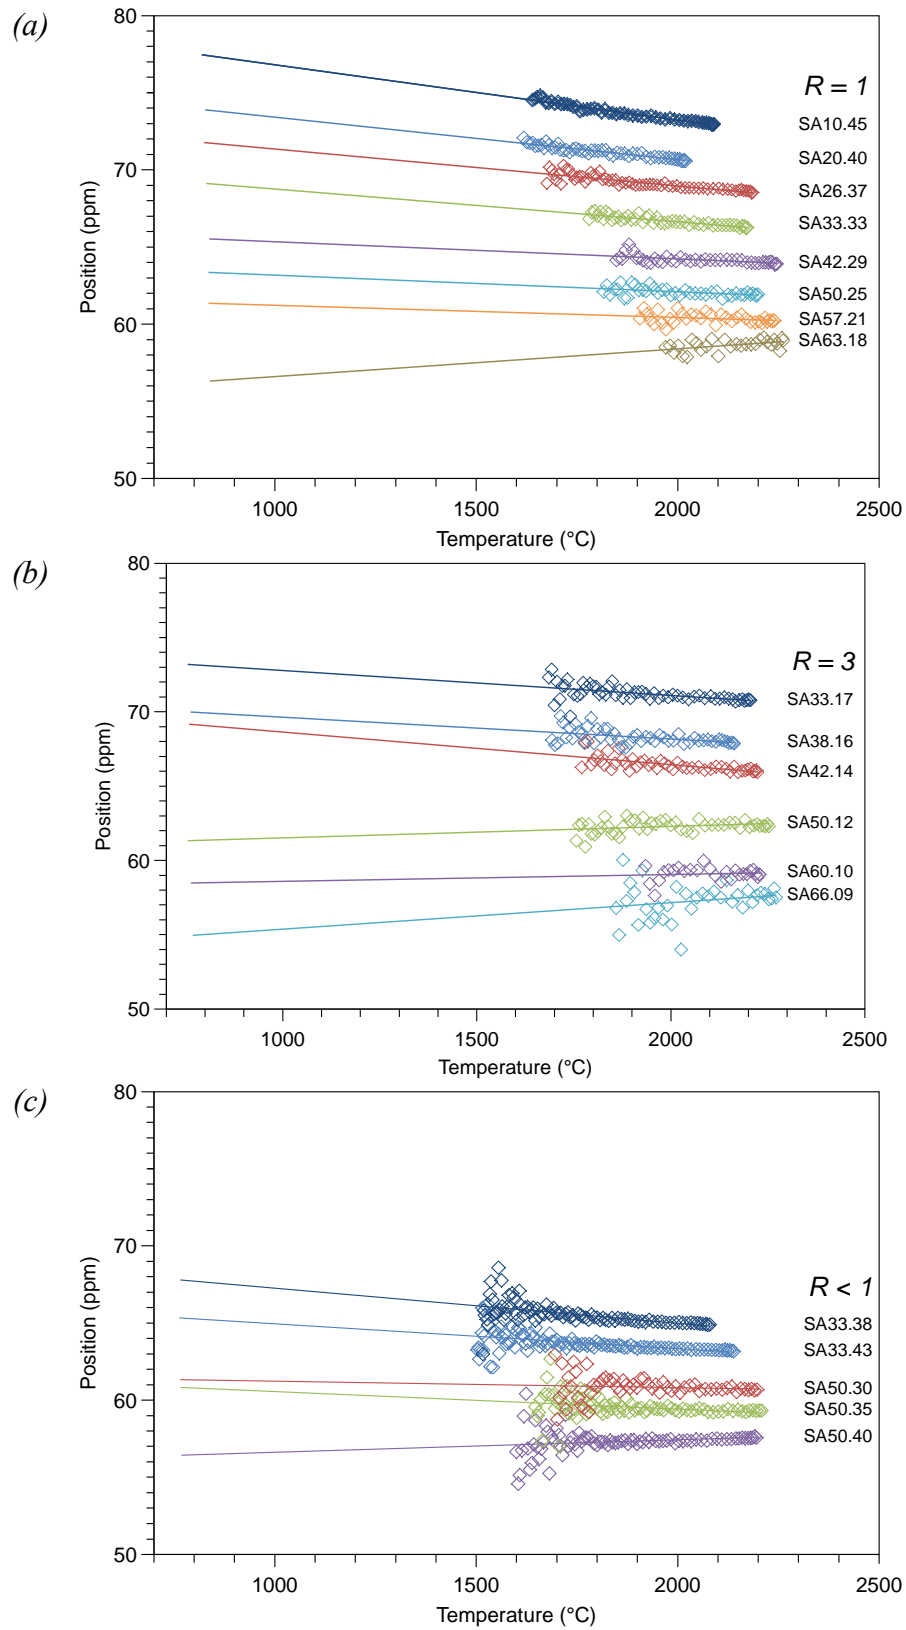 (a)
80
70
60
50
Position (ppm)
R = 1
SA10.45
SA20.40
SA26.37
SA33.33
SA42.29
SA50.25
SA57.21
SA63.18
1000 1500 2000 2500
Temperature (°C)
(b)
80
70
60
50
Position (ppm)
R = 3
SA33.17
SA38.16
SA42.14
SA50.12
SA60.10
SA66.09
1000 1500 2000 2500
Temperature (°C)
(c)
80
70
60
50
Position (ppm)
R < 1
SA33.38
SA33.43
SA50.30
SA50.35
SA50.40
1000 1500 2000 2500
Temperature (°C)